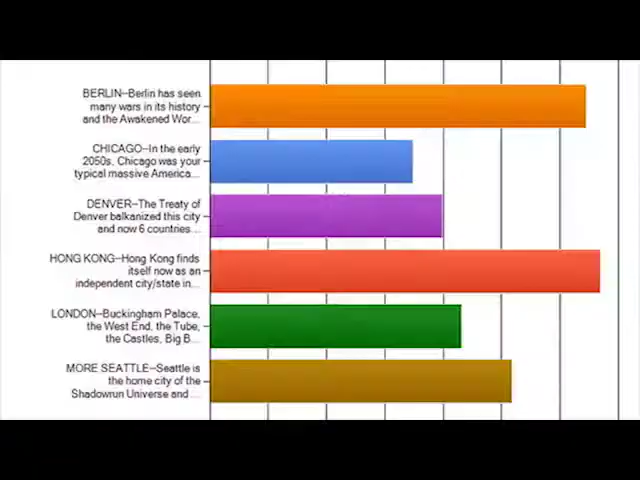 BERLIN–Berlin has seen
many wars in its history
and the Awakened Wor...
CHICAGO–In the early
2050s, Chicago was your
typical massive America...
DENVER–The Treaty of
Denver balkanized this city
and now 6 countries...
HONG KONG–Hong Kong finds
itself now as an
independent city/state in...
LONDON–Buckingham Palace,
the West End, the Tube,
the Castles, Big B...
MORE SEATTLE–Seattle is
the home city of the
Shadowrun Universe and ...